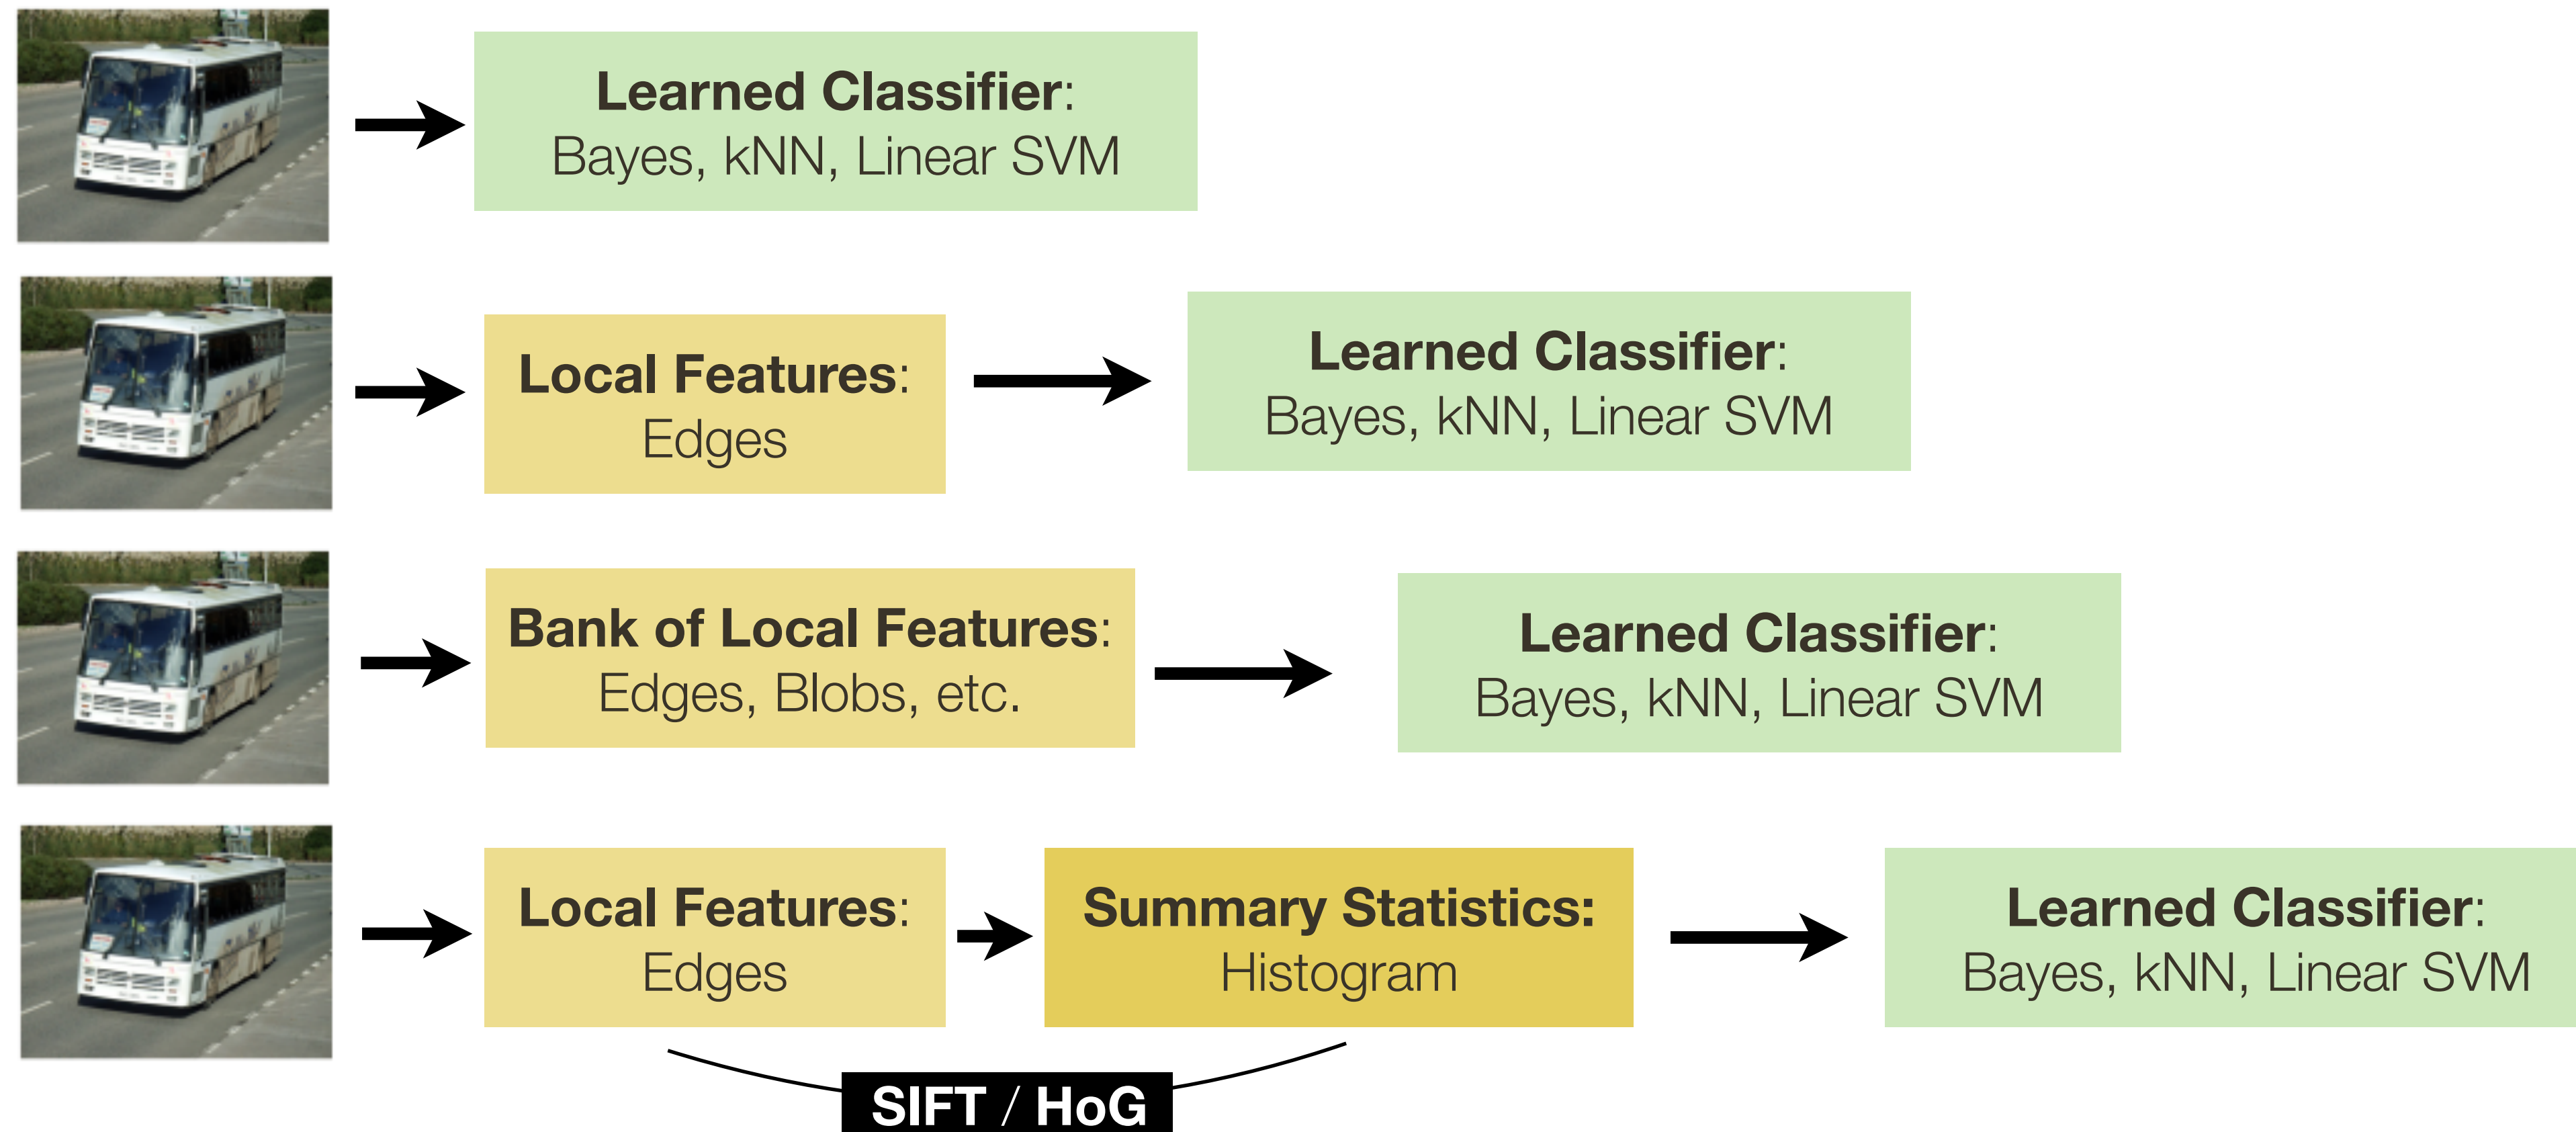 Learned Classifier:
Bayes, kNN, Linear SVM
Local Features:
Edges
Learned Classifier:
Bayes, kNN, Linear SVM
Bank of Local Features:
Edges, Blobs, etc.
Learned Classifier:
Bayes, kNN, Linear SVM
Local Features:
Edges
Summary Statistics:
Histogram
Learned Classifier:
Bayes, kNN, Linear SVM
SIFT / HoG